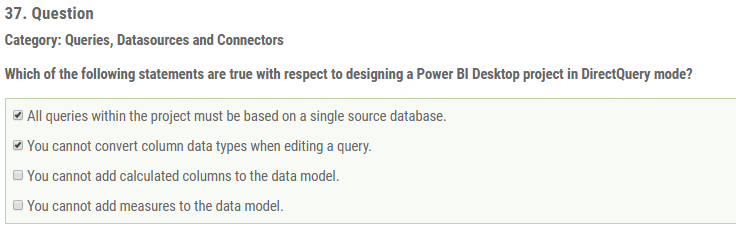 37. Question
Category: Queries, Datasources and Connectors
Which of the following statements are true with respect to designing a Power BI Desktop project in DirectQuery mode?
All queries within the project must be based on a single source database.
You cannot convert column data types when editing a query.
You cannot add calculated columns to the data model.
You cannot add measures to the data model.